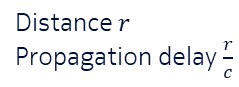 Distance r
Propagation delay r/c